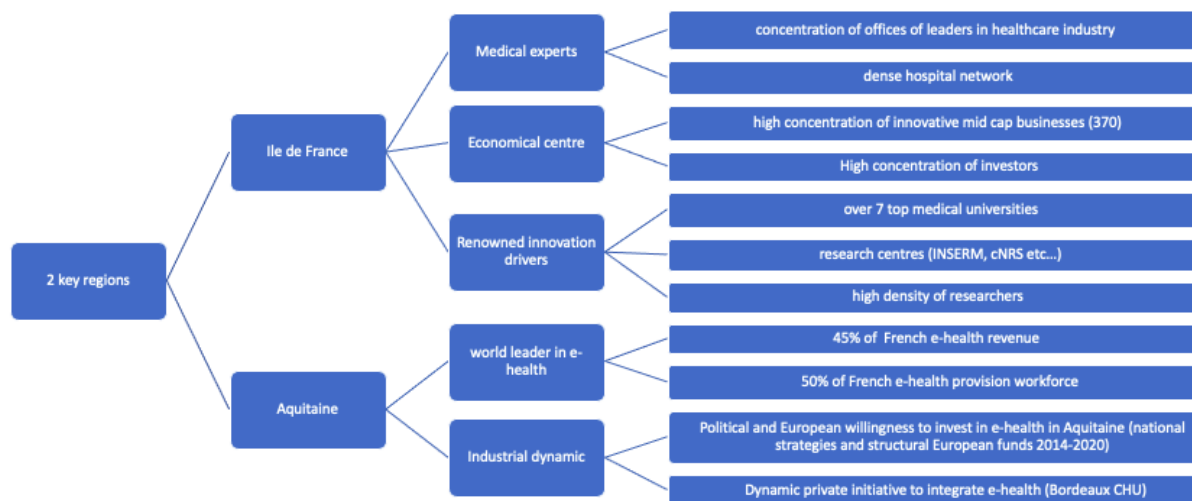 2 key regions
Ile de France
Medical experts
concentration of offices of leaders in healthcare industry
dense hospital network
Economical centre
high concentration of innovative mid cap businesses (370)
High concentration of investors
Renowned innovation
drivers
over 7 top medical universities
research centres (INSERM, cNRS etc...)
high density of researchers
Aquitaine
world leader in e-
health
45% of French e-health revenue
50% of French e-health provision workforce
Industrial dynamic
Political and European willingness to invest in e-health in Aquitaine (national
strategies and structural European funds 2014-2020)
Dynamic private initiative to integrate e-health (Bordeaux CHU)